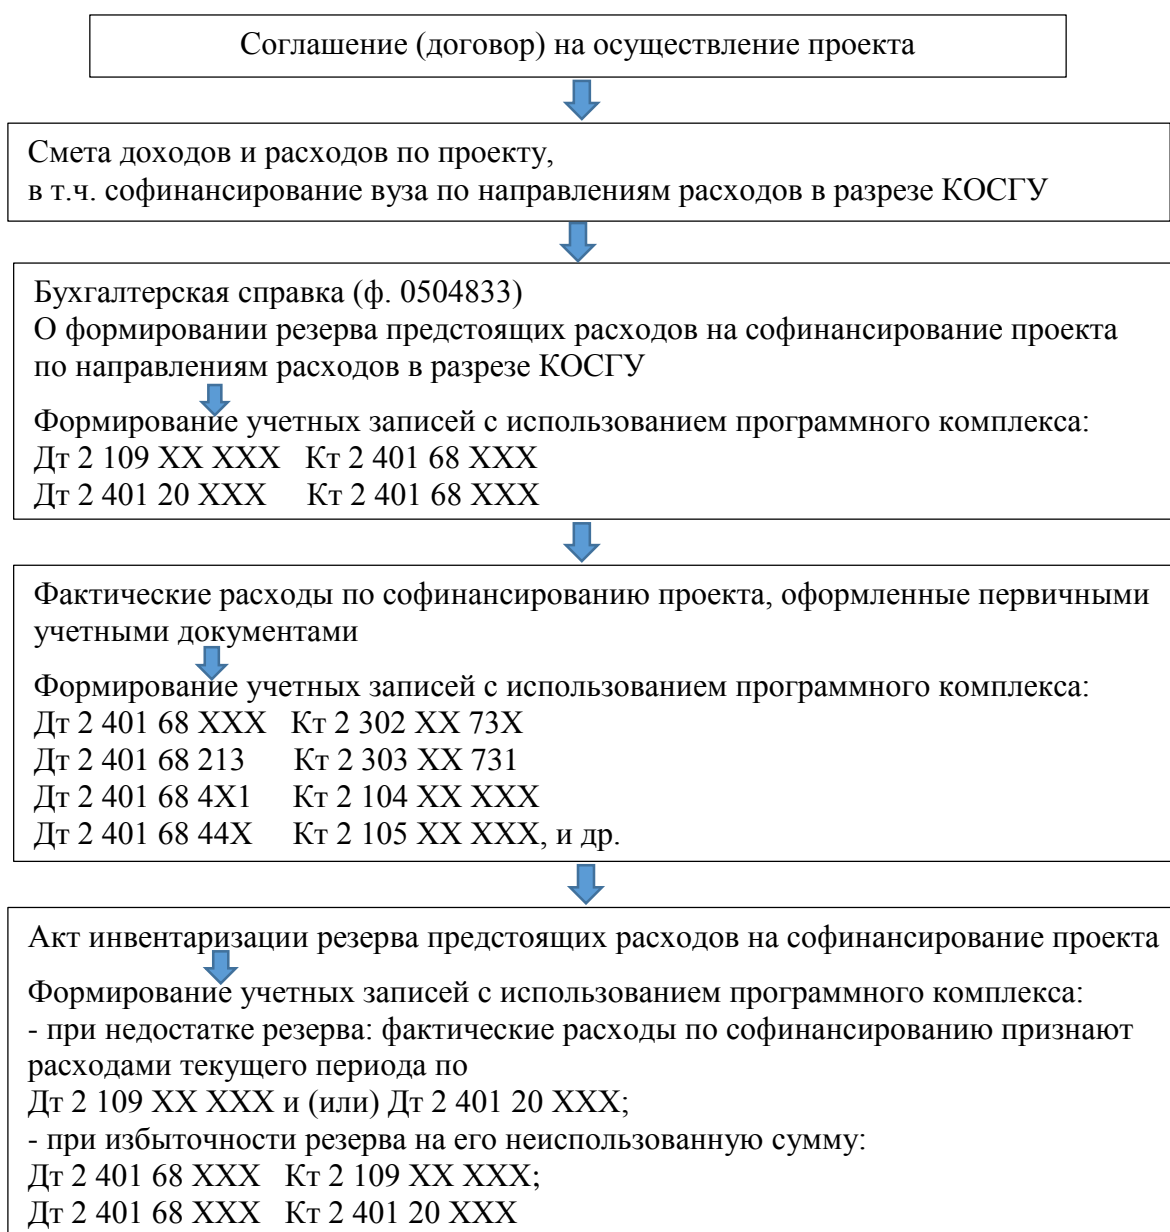 Соглашение (договор) на осуществление проекта
Смета доходов и расходов по проекту,
в т.ч. софинансирование вуза по направлениям расходов в разрезе КОСГУ
Бухгалтерская справка (ф. 0504833)
О формировании резерва предстоящих расходов на софинансирование проекта
по направлениям расходов в разрезе КОСГУ
Формирование учетных записей с использованием программного комплекса:
Дт 2 109 ХХ ХХХ Кт 2 401 68 ХХХ
Дт 2 401 20 ХХХ Кт 2 401 68 ХХХ
Фактические расходы по софинансированию проекта, оформленные первичными
учетными документами
Формирование учетных записей с использованием программного комплекса:
Дт 2 401 68 ХХХ Кт 2 302 ХХ 73Х
Дт 2 401 68 213 Кт 2 303 ХХ 731
Дт 2 401 68 4Х1 Кт 2 104 ХХ ХХХ
Дт 2 401 68 44Х Кт 2 105 ХХ ХХХ, и др.
Акт инвентаризации резерва предстоящих расходов на софинансирование проекта
Формирование учетных записей с использованием программного комплекса:
- при недостатке резерва: фактические расходы по софинансированию признают
расходами текущего периода по
Дт 2 109 ХХ ХХХ и (или) Дт 2 401 20 ХХХ;
- при избыточности резерва на его неиспользованную сумму:
Дт 2 401 68 ХХХ Кт 2 109 ХХ ХХХ;
Дт 2 401 68 ХХХ Кт 2 401 20 ХХХ